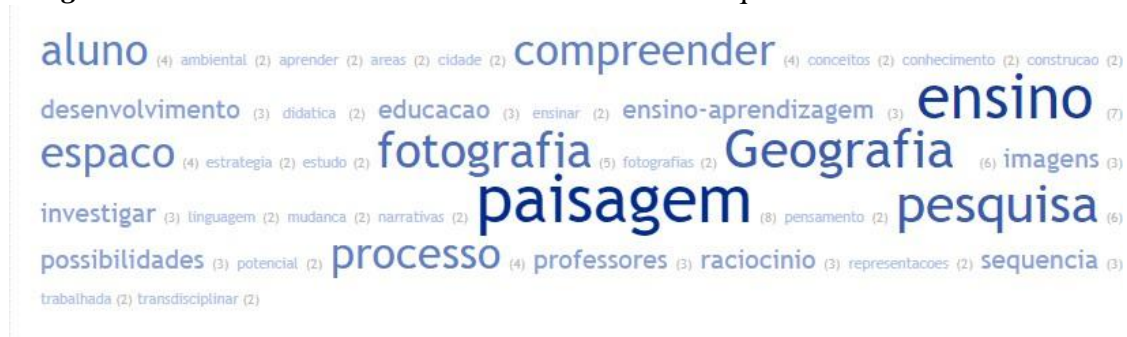 aluno (4) ambiental (2) aprender (2) areas (2) cidade (2) compreender (4) conceitos (2) conhecimento (2) construcao (2)
desenvolvimento (3) didatica (2) educacao (3) ensinar (2) ensino-aprendizagem (3) ensino (7)
espaco (4) estrategia (2) estudo (2) fotografia (5) fotografias (2) Geografia (6) imagens (3)
investigar (3) linguagem (2) mudanca (2) narrativas (2) paisagem (8) pensamento (2) pesquisa (6)
possibilidades (3) potencial (2) processo (4) professores (3) raciocinio (3) representacoes (2) sequencia (3)
trabalhada (2) transdisciplinar (2)